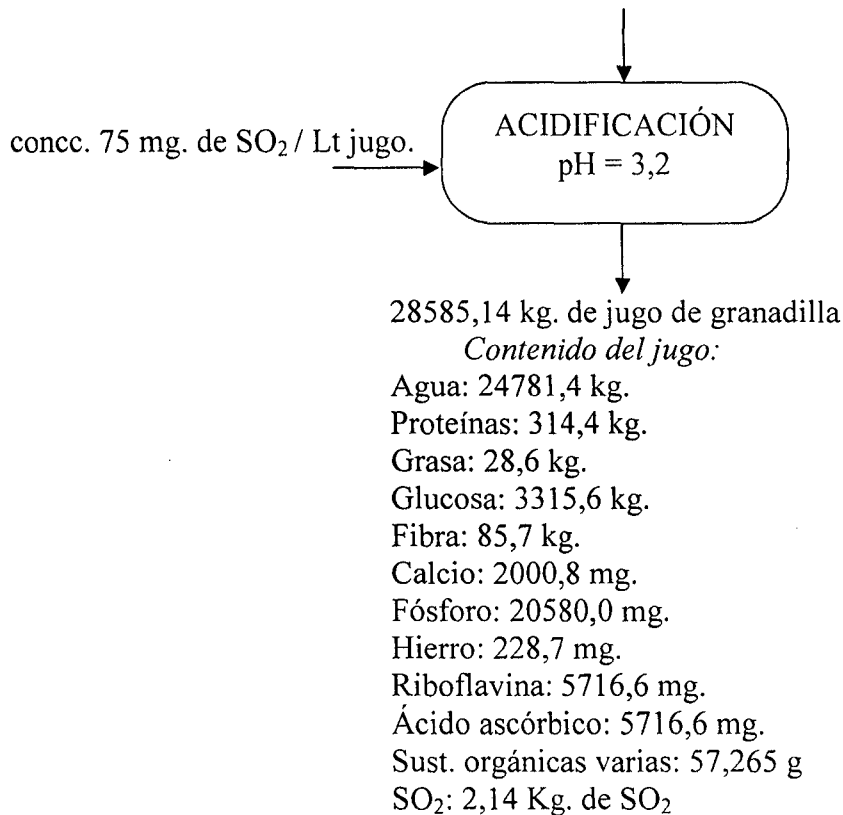 concc. 75 mg. de SO₂ / Lt jugo.
ACIDIFICACIÓN
pH = 3,2
28585,14 kg. de jugo de granadilla
Contenido del jugo:
Agua: 24781,4 kg.
Proteínas: 314,4 kg.
Grasa: 28,6 kg.
Glucosa: 3315,6 kg.
Fibra: 85,7 kg.
Calcio: 2000,8 mg.
Fósforo: 20580,0 mg.
Hierro: 228,7 mg.
Riboflavina: 5716,6 mg.
Ácido ascórbico: 5716,6 mg.
Sust. orgánicas varias: 57,265 g
SO₂: 2,14 Kg. de SO₂